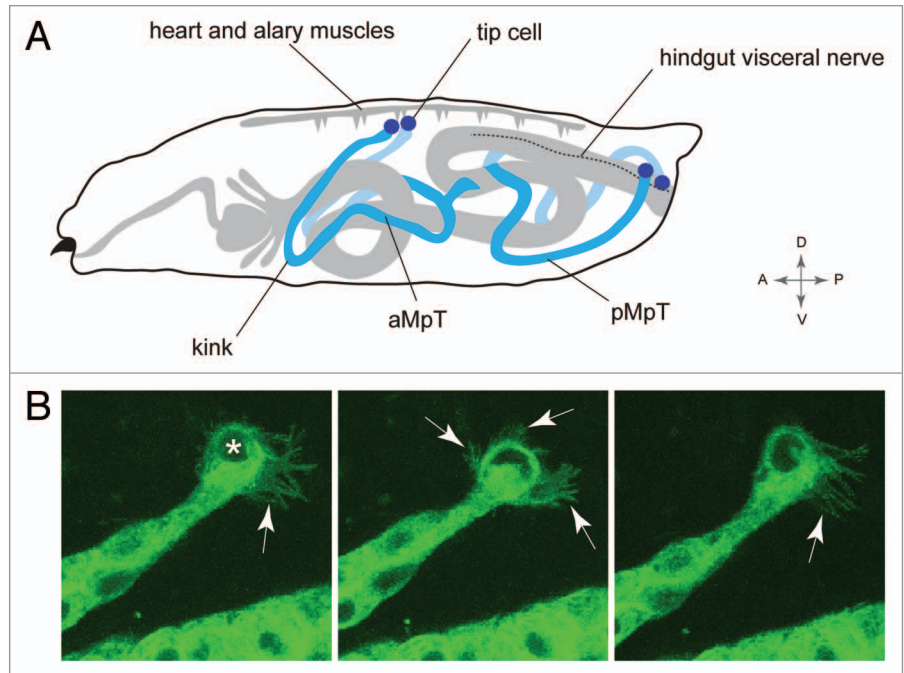 A
heart and alary muscles
tip cell
hindgut visceral nerve
kink
aMpT
pMpT
D
A
P
V
B
*